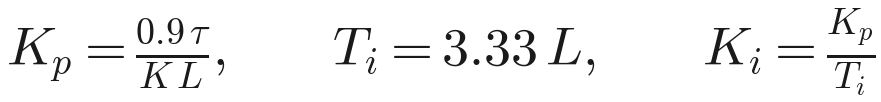 $K_p = \frac{0.9\,\tau}{K\,L}, \qquad T_i = 3.33\,L, \qquad K_i = \frac{K_p}{T_i}$